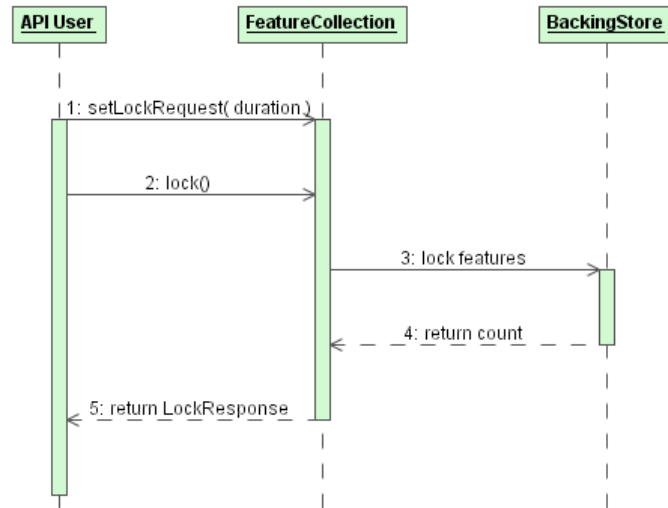 API User
FeatureCollection
BackingStore
1: setLockRequest( duration )
2: lock()
3: lock features
4: return count
5: return LockResponse